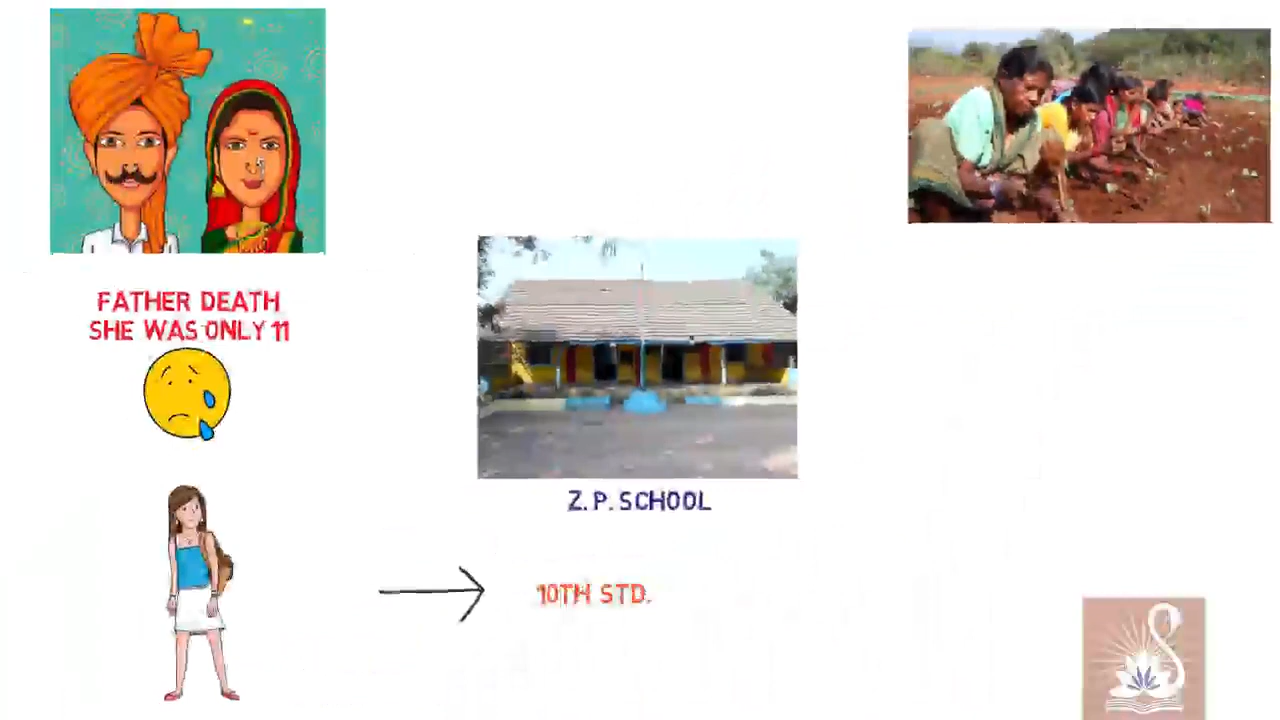 FATHER DEATH
SHE WAS ONLY 11
Z. P. SCHOOL
10TH STD.